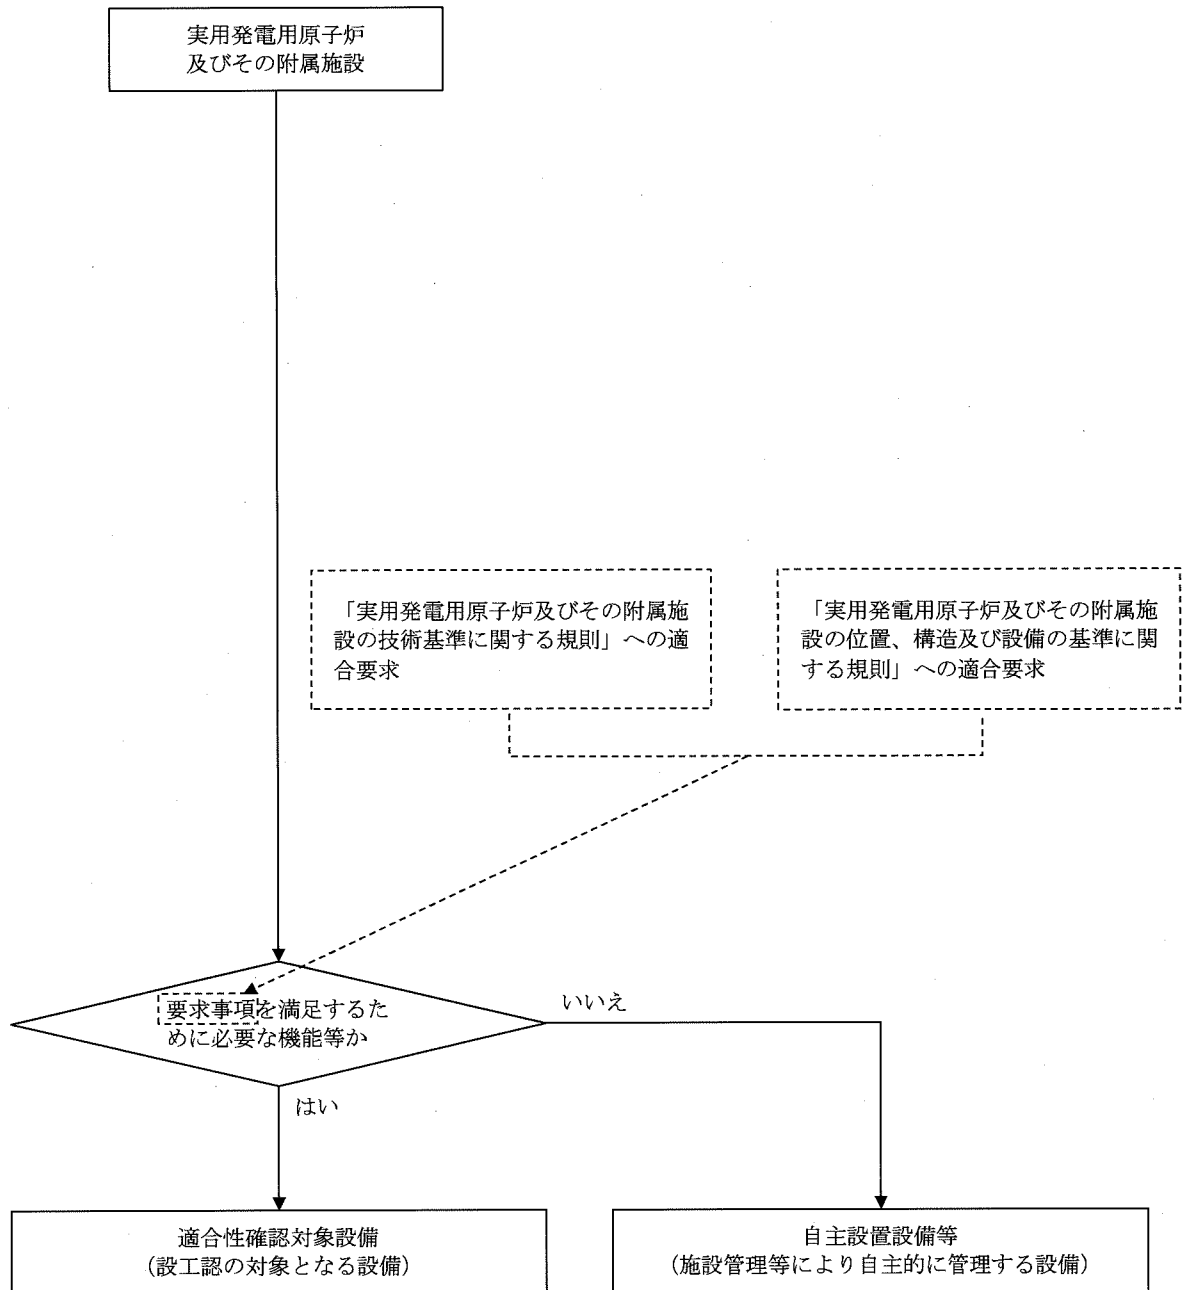 実用発電用原子炉
及びその附属施設
「実用発電用原子炉及びその附属施
設の技術基準に関する規則」への適
合要求
「実用発電用原子炉及びその附属施
設の位置、構造及び設備の基準に関
する規則」への適合要求
要求事項を満足するた
めに必要な機能等か
いいえ
はい
適合性確認対象設備
(設工認の対象となる設備)
自主設置設備等
(施設管理等により自主的に管理する設備)